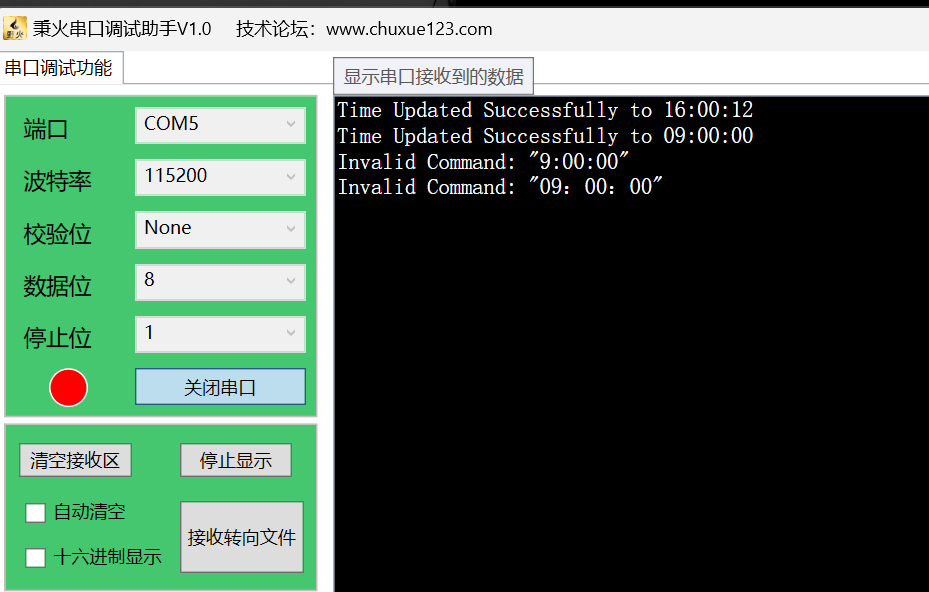 秉火串口调试助手V1.0 技术论坛：www.chuxue123.com
串口调试功能
显示串口接收到的数据
端口 COM5
波特率 115200
校验位 None
数据位 8
停止位 1
关闭串口
清空接收区 停止显示
自动清空
接收转向文件
十六进制显示
Time Updated Successfully to 16:00:12
Time Updated Successfully to 09:00:00
Invalid Command: "9:00:00"
Invalid Command: "09：00：00"